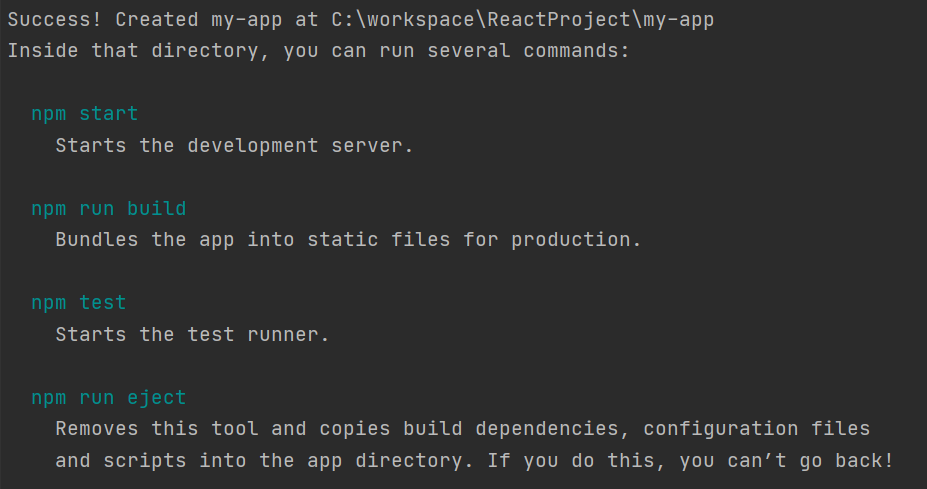 Success! Created my-app at C:\workspace\ReactProject\my-app
Inside that directory, you can run several commands:
npm start
Starts the development server.
npm run build
Bundles the app into static files for production.
npm test
Starts the test runner.
npm run eject
Removes this tool and copies build dependencies, configuration files
and scripts into the app directory. If you do this, you can’t go back!